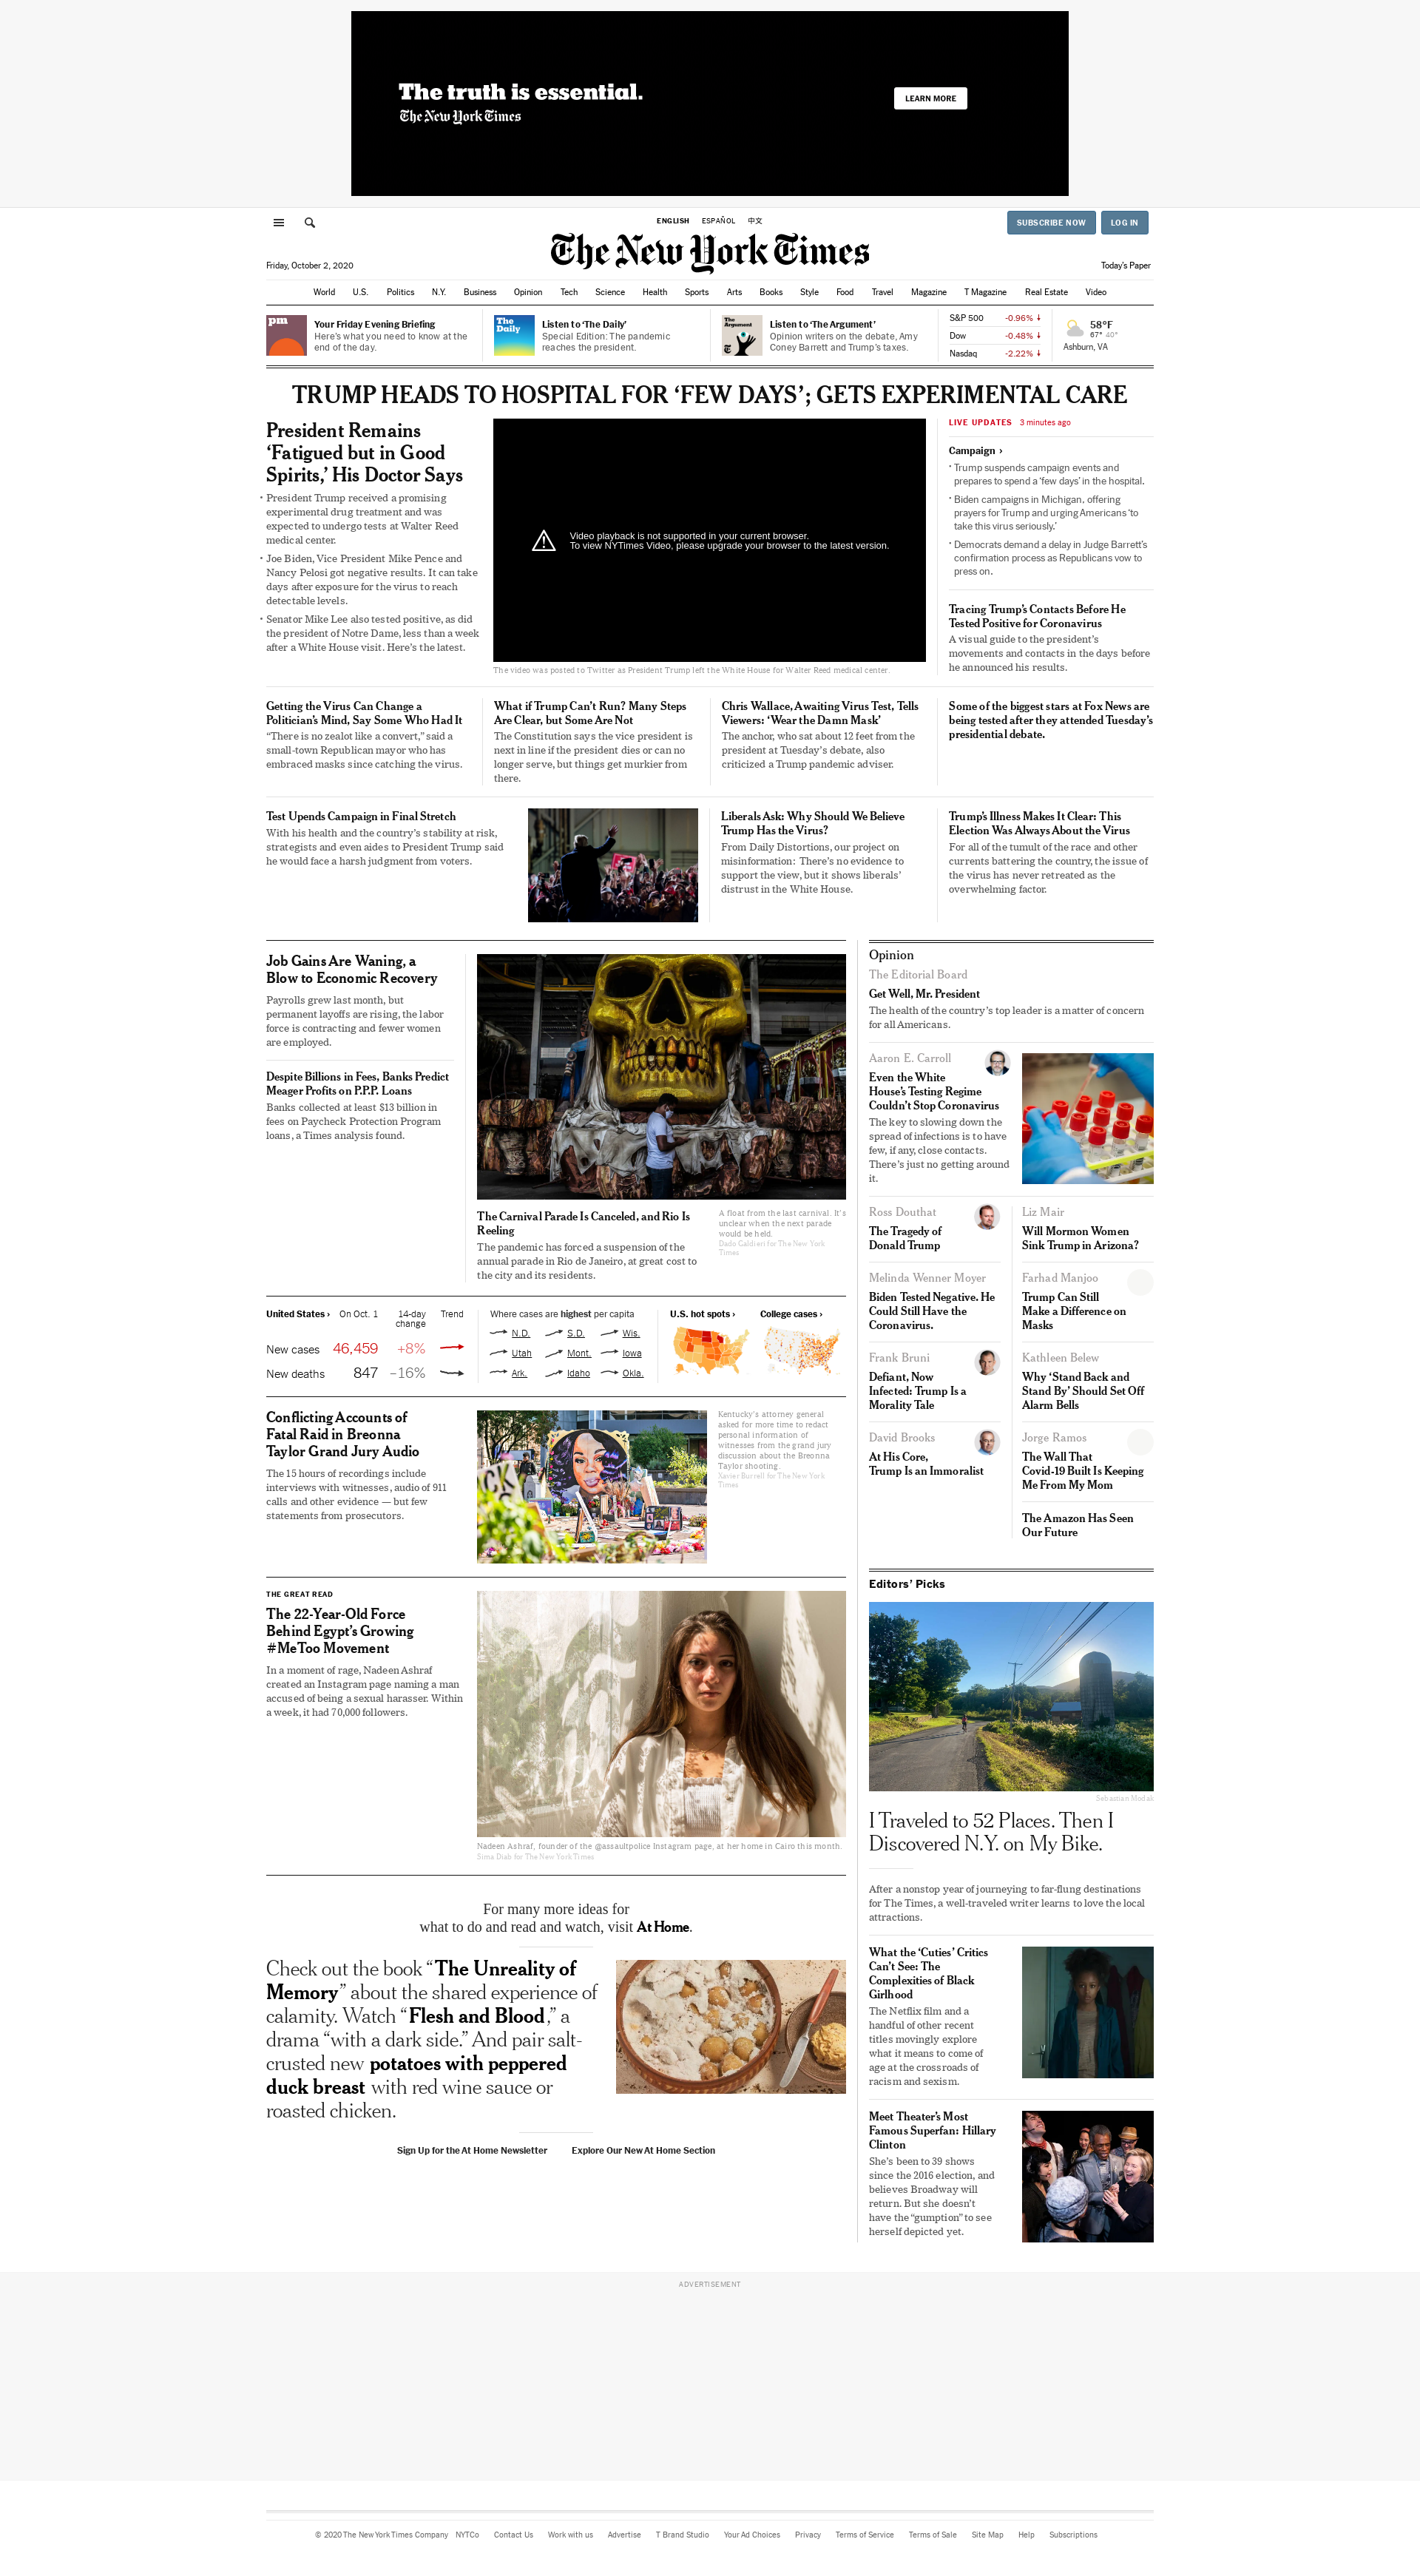 The truth is essential.
The New York Times
LEARN MORE
ENGLISH ESPAÑOL 中文
SUBSCRIBE NOW LOG IN
The New York Times
Friday, October 2, 2020
Today's Paper
World U.S. Politics N.Y. Business Opinion Tech Science Health Sports Arts Books Style Food Travel Magazine T Magazine Real Estate Video
pm
Your Friday Evening Briefing
Here's what you need to know at the
end of the day.
The
Daily
Listen to 'The Daily'
Special Edition: The pandemic
reaches the president.
The
Argument
Listen to 'The Argument'
Opinion writers on the debate, Amy
Coney Barrett and Trump's taxes.
S&P 500 -0.96%
Dow -0.48%
Nasdaq -2.22%
58°F
67° 40°
Ashburn, VA
TRUMP HEADS TO HOSPITAL FOR ‘FEW DAYS’; GETS EXPERIMENTAL CARE
President Remains
‘Fatigued but in Good
Spirits,’ His Doctor Says
• President Trump received a promising
experimental drug treatment and was
expected to undergo tests at Walter Reed
medical center.
• Joe Biden, Vice President Mike Pence and
Nancy Pelosi got negative results. It can take
days after exposure for the virus to reach
detectable levels.
• Senator Mike Lee also tested positive, as did
the president of Notre Dame, less than a week
after a White House visit. Here's the latest.
Video playback is not supported in your current browser.
To view NYTimes Video, please upgrade your browser to the latest version.
The video was posted to Twitter as President Trump left the White House for Walter Reed medical center.
LIVE UPDATES 3 minutes ago
Campaign ›
• Trump suspends campaign events and
prepares to spend a 'few days' in the hospital.
• Biden campaigns in Michigan, offering
prayers for Trump and urging Americans 'to
take this virus seriously.'
• Democrats demand a delay in Judge Barrett's
confirmation process as Republicans vow to
press on.
Tracing Trump's Contacts Before He
Tested Positive for Coronavirus
A visual guide to the president's
movements and contacts in the days before
he announced his results.
Getting the Virus Can Change a
Politician's Mind, Say Some Who Had It
“There is no zealot like a convert,” said a
small-town Republican mayor who has
embraced masks since catching the virus.
What if Trump Can't Run? Many Steps
Are Clear, but Some Are Not
The Constitution says the vice president is
next in line if the president dies or can no
longer serve, but things get murkier from
there.
Chris Wallace, Awaiting Virus Test, Tells
Viewers: ‘Wear the Damn Mask’
The anchor, who sat about 12 feet from the
president at Tuesday's debate, also
criticized a Trump pandemic adviser.
Some of the biggest stars at Fox News are
being tested after they attended Tuesday's
presidential debate.
Test Upends Campaign in Final Stretch
With his health and the country's stability at risk,
strategists and even aides to President Trump said
he would face a harsh judgment from voters.
Liberals Ask: Why Should We Believe
Trump Has the Virus?
From Daily Distortions, our project on
misinformation: There's no evidence to
support the view, but it shows liberals'
distrust in the White House.
Trump's Illness Makes It Clear: This
Election Was Always About the Virus
For all of the tumult of the race and other
currents battering the country, the issue of
the virus has never retreated as the
overwhelming factor.
Job Gains Are Waning, a
Blow to Economic Recovery
Payrolls grew last month, but
permanent layoffs are rising, the labor
force is contracting and fewer women
are employed.
Despite Billions in Fees, Banks Predict
Meager Profits on P.P.P. Loans
Banks collected at least $13 billion in
fees on Paycheck Protection Program
loans, a Times analysis found.
The Carnival Parade Is Canceled, and Rio Is
Reeling
The pandemic has forced a suspension of the
annual parade in Rio de Janeiro, at great cost to
the city and its residents.
A float from the last carnival. It's
unclear when the next parade
would be held.
Dado Galdieri for The New York
Times
United States › On Oct. 1 14-day
change Trend
New cases 46,459 +8%
New deaths 847 –16%
Where cases are highest per capita
N.D. S.D. Wis.
Utah Mont. Iowa
Ark. Idaho Okla.
U.S. hot spots › College cases ›
Conflicting Accounts of
Fatal Raid in Breonna
Taylor Grand Jury Audio
The 15 hours of recordings include
interviews with witnesses, audio of 911
calls and other evidence — but few
statements from prosecutors.
Kentucky's attorney general
asked for more time to redact
personal information of
witnesses from the grand jury
discussion about the Breonna
Taylor shooting.
Xavier Burrell for The New York
Times
THE GREAT READ
The 22-Year-Old Force
Behind Egypt's Growing
#MeToo Movement
In a moment of rage, Nadeen Ashraf
created an Instagram page naming a man
accused of being a sexual harasser. Within
a week, it had 70,000 followers.
Nadeen Ashraf, founder of the @assaultpolice Instagram page, at her home in Cairo this month.
Sima Diab for The New York Times
For many more ideas for
what to do and read and watch, visit At Home.
Check out the book “The Unreality of
Memory” about the shared experience of
calamity. Watch “Flesh and Blood,” a
drama “with a dark side.” And pair salt-
crusted new potatoes with peppered
duck breast with red wine sauce or
roasted chicken.
Sign Up for the At Home Newsletter Explore Our New At Home Section
Opinion
The Editorial Board
Get Well, Mr. President
The health of the country's top leader is a matter of concern
for all Americans.
Aaron E. Carroll
Even the White
House's Testing Regime
Couldn't Stop Coronavirus
The key to slowing down the
spread of infections is to have
few, if any, close contacts.
There's just no getting around
it.
Ross Douthat
The Tragedy of
Donald Trump
Liz Mair
Will Mormon Women
Sink Trump in Arizona?
Melinda Wenner Moyer
Biden Tested Negative. He
Could Still Have the
Coronavirus.
Farhad Manjoo
Trump Can Still
Make a Difference on
Masks
Frank Bruni
Defiant, Now
Infected: Trump Is a
Morality Tale
Kathleen Belew
Why ‘Stand Back and
Stand By’ Should Set Off
Alarm Bells
David Brooks
At His Core,
Trump Is an Immoralist
Jorge Ramos
The Wall That
Covid-19 Built Is Keeping
Me From My Mom
The Amazon Has Seen
Our Future
Editors' Picks
Sebastian Modak
I Traveled to 52 Places. Then I
Discovered N.Y. on My Bike.
After a nonstop year of journeying to far-flung destinations
for The Times, a well-traveled writer learns to love the local
attractions.
What the ‘Cuties’ Critics
Can't See: The
Complexities of Black
Girlhood
The Netflix film and a
handful of other recent
titles movingly explore
what it means to come of
age at the crossroads of
racism and sexism.
Meet Theater's Most
Famous Superfan: Hillary
Clinton
She's been to 39 shows
since the 2016 election, and
believes Broadway will
return. But she doesn't
have the “gumption” to see
herself depicted yet.
ADVERTISEMENT
© 2020 The New York Times Company NYTCo Contact Us Work with us Advertise T Brand Studio Your Ad Choices Privacy Terms of Service Terms of Sale Site Map Help Subscriptions